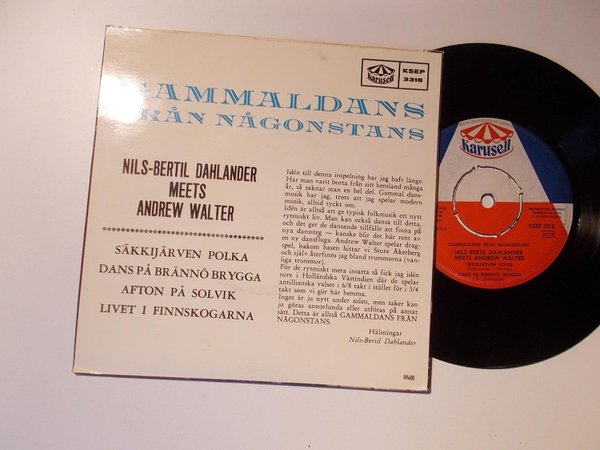 Karusell
KSEP
3318
GAMMALDANS
FRÅN NÅGONSTANS
NILS-BERTIL DAHLANDER
MEETS
ANDREW WALTER
SÄKKIJÄRVEN POLKA
DANS PÅ BRÄNNÖ BRYGGA
AFTON PÅ SOLVIK
LIVET I FINNSKOGARNA
Idén till denna inspelning har jag haft länge.
Har man varit borta från sitt hemland många
år, så saknar man en hel del. Gammal dans-
musik har jag, trots att jag spelar modern
musik, alltid tyckt om.
Idén är alltså att ge typisk folkmusik ett nytt
rytmiskt liv. Man kan också dansa till detta,
och det ger de dansande tillfälle att finna på
nya danssteg — kanske blir det här rent av
en ny dansfluga. Andrew Walter spelar drag-
spel, bakom basen hittar vi Sture Åkerberg
och själv återfinns jag bland trummorna (van-
liga trummor).
För de rytmiskt mera insatta så fick jag idén
nere i Holländska Västindien där de spelar
antillianska valser i 6/8 takt i stället för i 3/4
takt som vi gör här hemma.
Inget är ju nytt under solen, men saker kan
ju göras annorlunda eller utföras på annat
sätt. Detta är alltså GAMMALDANS FRÅN
NÅGONSTANS.
Hälsningar
Nils-Bertil Dahlander
Karusell
KSEP 3318
GAMMALDANS FRÅN NÅGONSTANS
NILS BERTIL DAHLANDER
MEETS ANDREW WALTER
SÄKKIJÄRVEN POLKA
DANS PÅ BRÄNNÖ BRYGGA